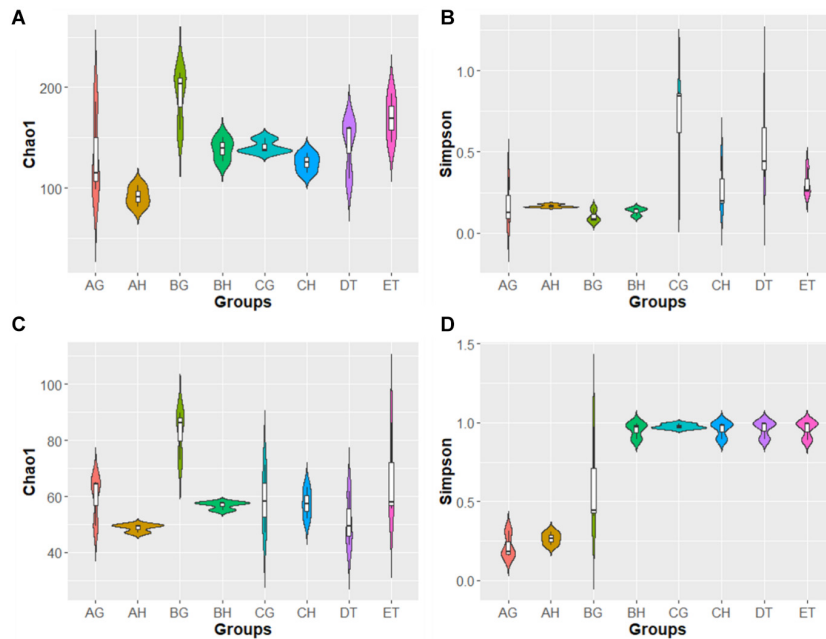 A
Chao1
200
100
AG AH BG BH CG CH DT ET
Groups
B
Simpson
1.0
0.5
0.0
AG AH BG BH CG CH DT ET
Groups
C
Chao1
100
80
60
40
AG AH BG BH CG CH DT ET
Groups
D
Simpson
1.5
1.0
0.5
0.0
AG AH BG BH CG CH DT ET
Groups